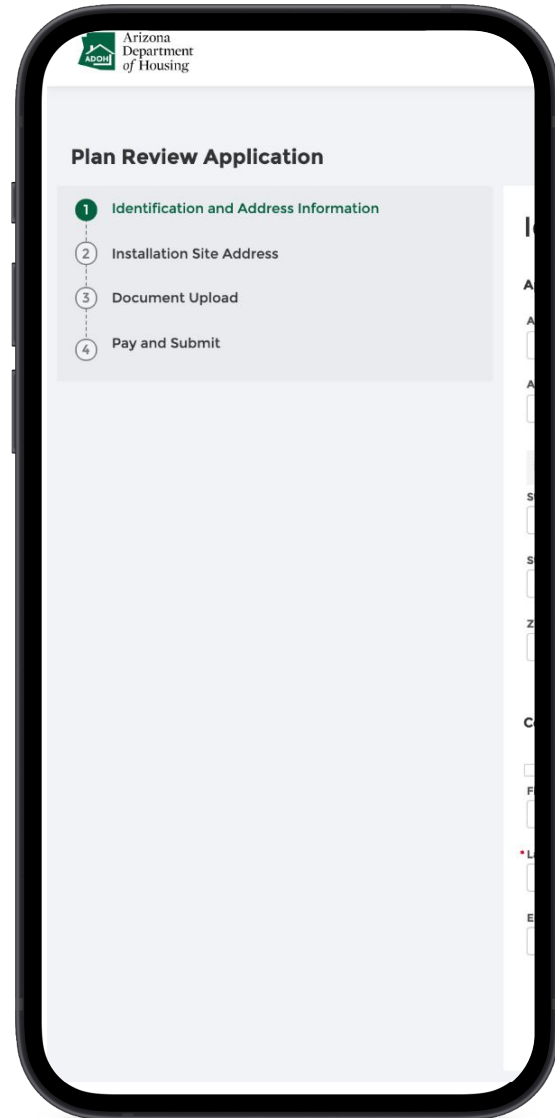 Arizona
Department
of Housing
ADOH
Plan Review Application
1 Identification and Address Information
2 Installation Site Address
3 Document Upload
4 Pay and Submit